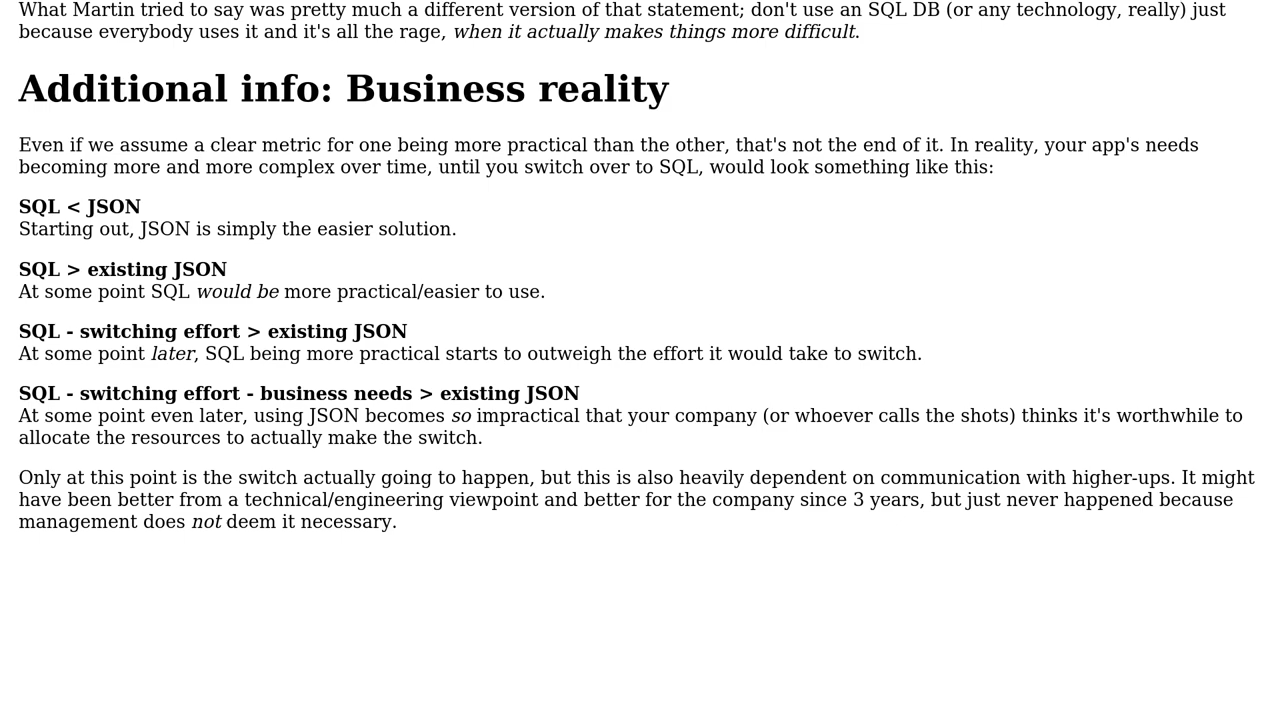 What Martin tried to say was pretty much a different version of that statement; don't use an SQL DB (or any technology, really) just
because everybody uses it and it's all the rage, when it actually makes things more difficult.
Additional info: Business reality
Even if we assume a clear metric for one being more practical than the other, that's not the end of it. In reality, your app's needs
becoming more and more complex over time, until you switch over to SQL, would look something like this:
SQL < JSON
Starting out, JSON is simply the easier solution.
SQL > existing JSON
At some point SQL would be more practical/easier to use.
SQL - switching effort > existing JSON
At some point later, SQL being more practical starts to outweigh the effort it would take to switch.
SQL - switching effort - business needs > existing JSON
At some point even later, using JSON becomes so impractical that your company (or whoever calls the shots) thinks it's worthwhile to
allocate the resources to actually make the switch.
Only at this point is the switch actually going to happen, but this is also heavily dependent on communication with higher-ups. It might
have been better from a technical/engineering viewpoint and better for the company since 3 years, but just never happened because
management does not deem it necessary.